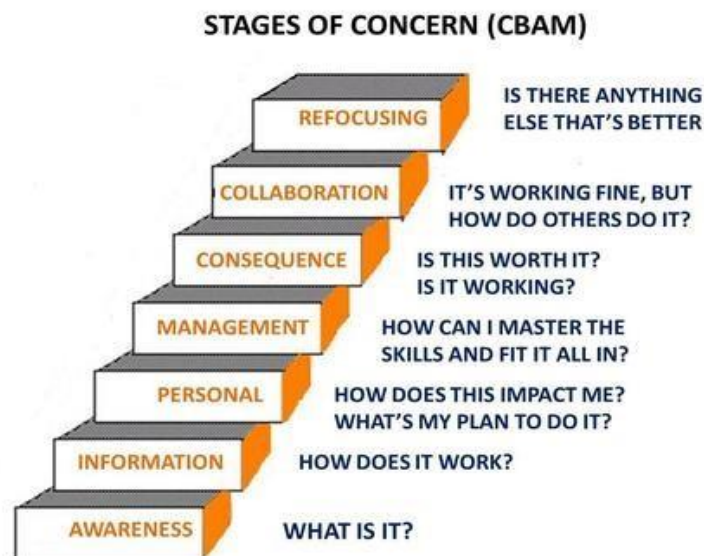 STAGES OF CONCERN (CBAM)
REFOCUSING
IS THERE ANYTHING
ELSE THAT'S BETTER
COLLABORATION
IT'S WORKING FINE, BUT
HOW DO OTHERS DO IT?
CONSEQUENCE
IS THIS WORTH IT?
IS IT WORKING?
MANAGEMENT
HOW CAN I MASTER THE
SKILLS AND FIT IT ALL IN?
PERSONAL
HOW DOES THIS IMPACT ME?
WHAT'S MY PLAN TO DO IT?
INFORMATION
HOW DOES IT WORK?
AWARENESS
WHAT IS IT?